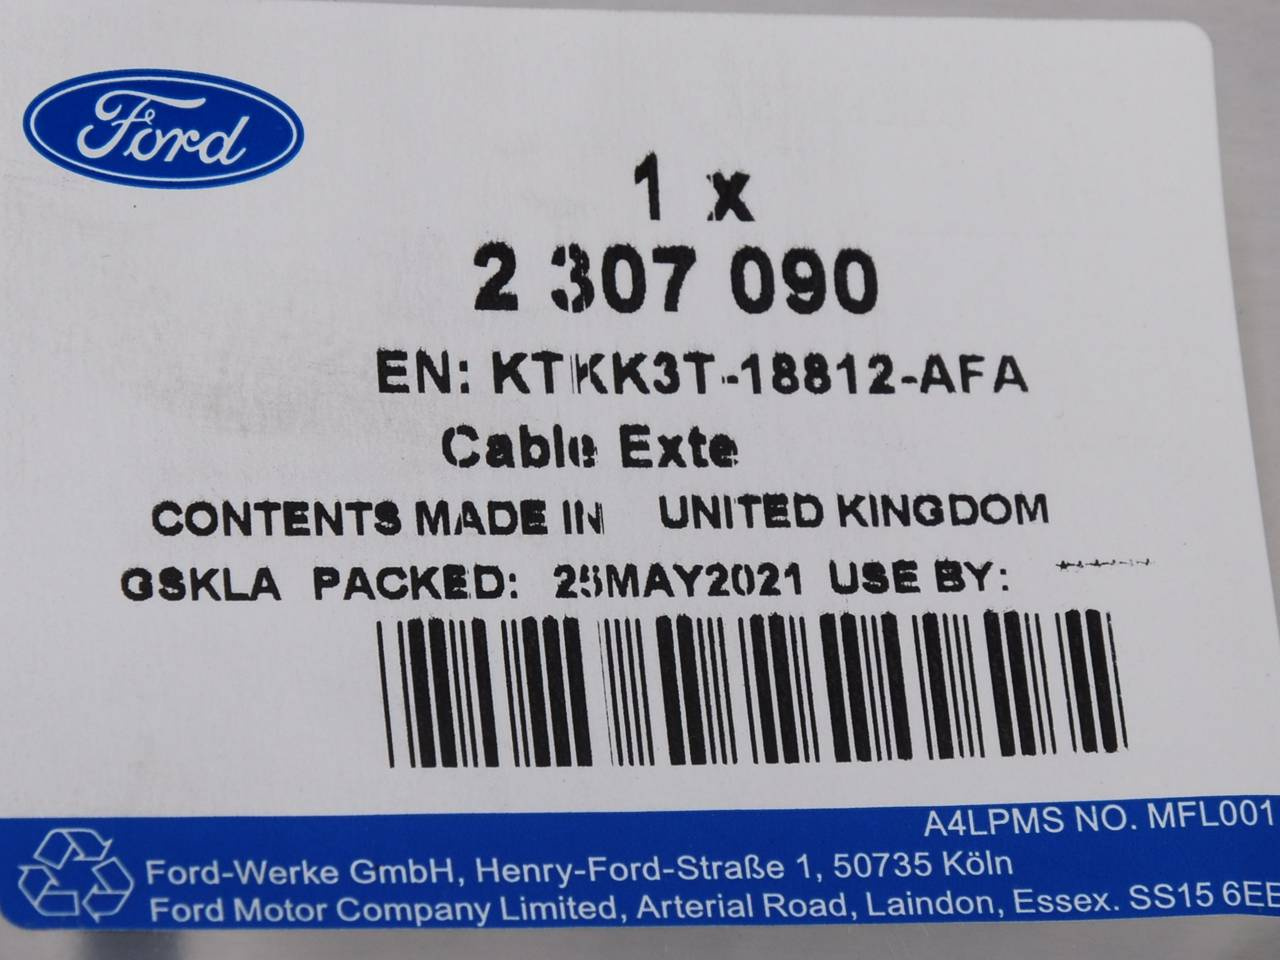 Ford
1 x
2 307 090
EN: KTKK3T-18812-AFA
Cable Exte
CONTENTS MADE IN UNITED KINGDOM
GSKLA PACKED: 25MAY2021 USE BY:
A4LPMS NO. MFL001
Ford-Werke GmbH, Henry-Ford-Straße 1, 50735 Köln
Ford Motor Company Limited, Arterial Road, Laindon, Essex. SS15 6EE